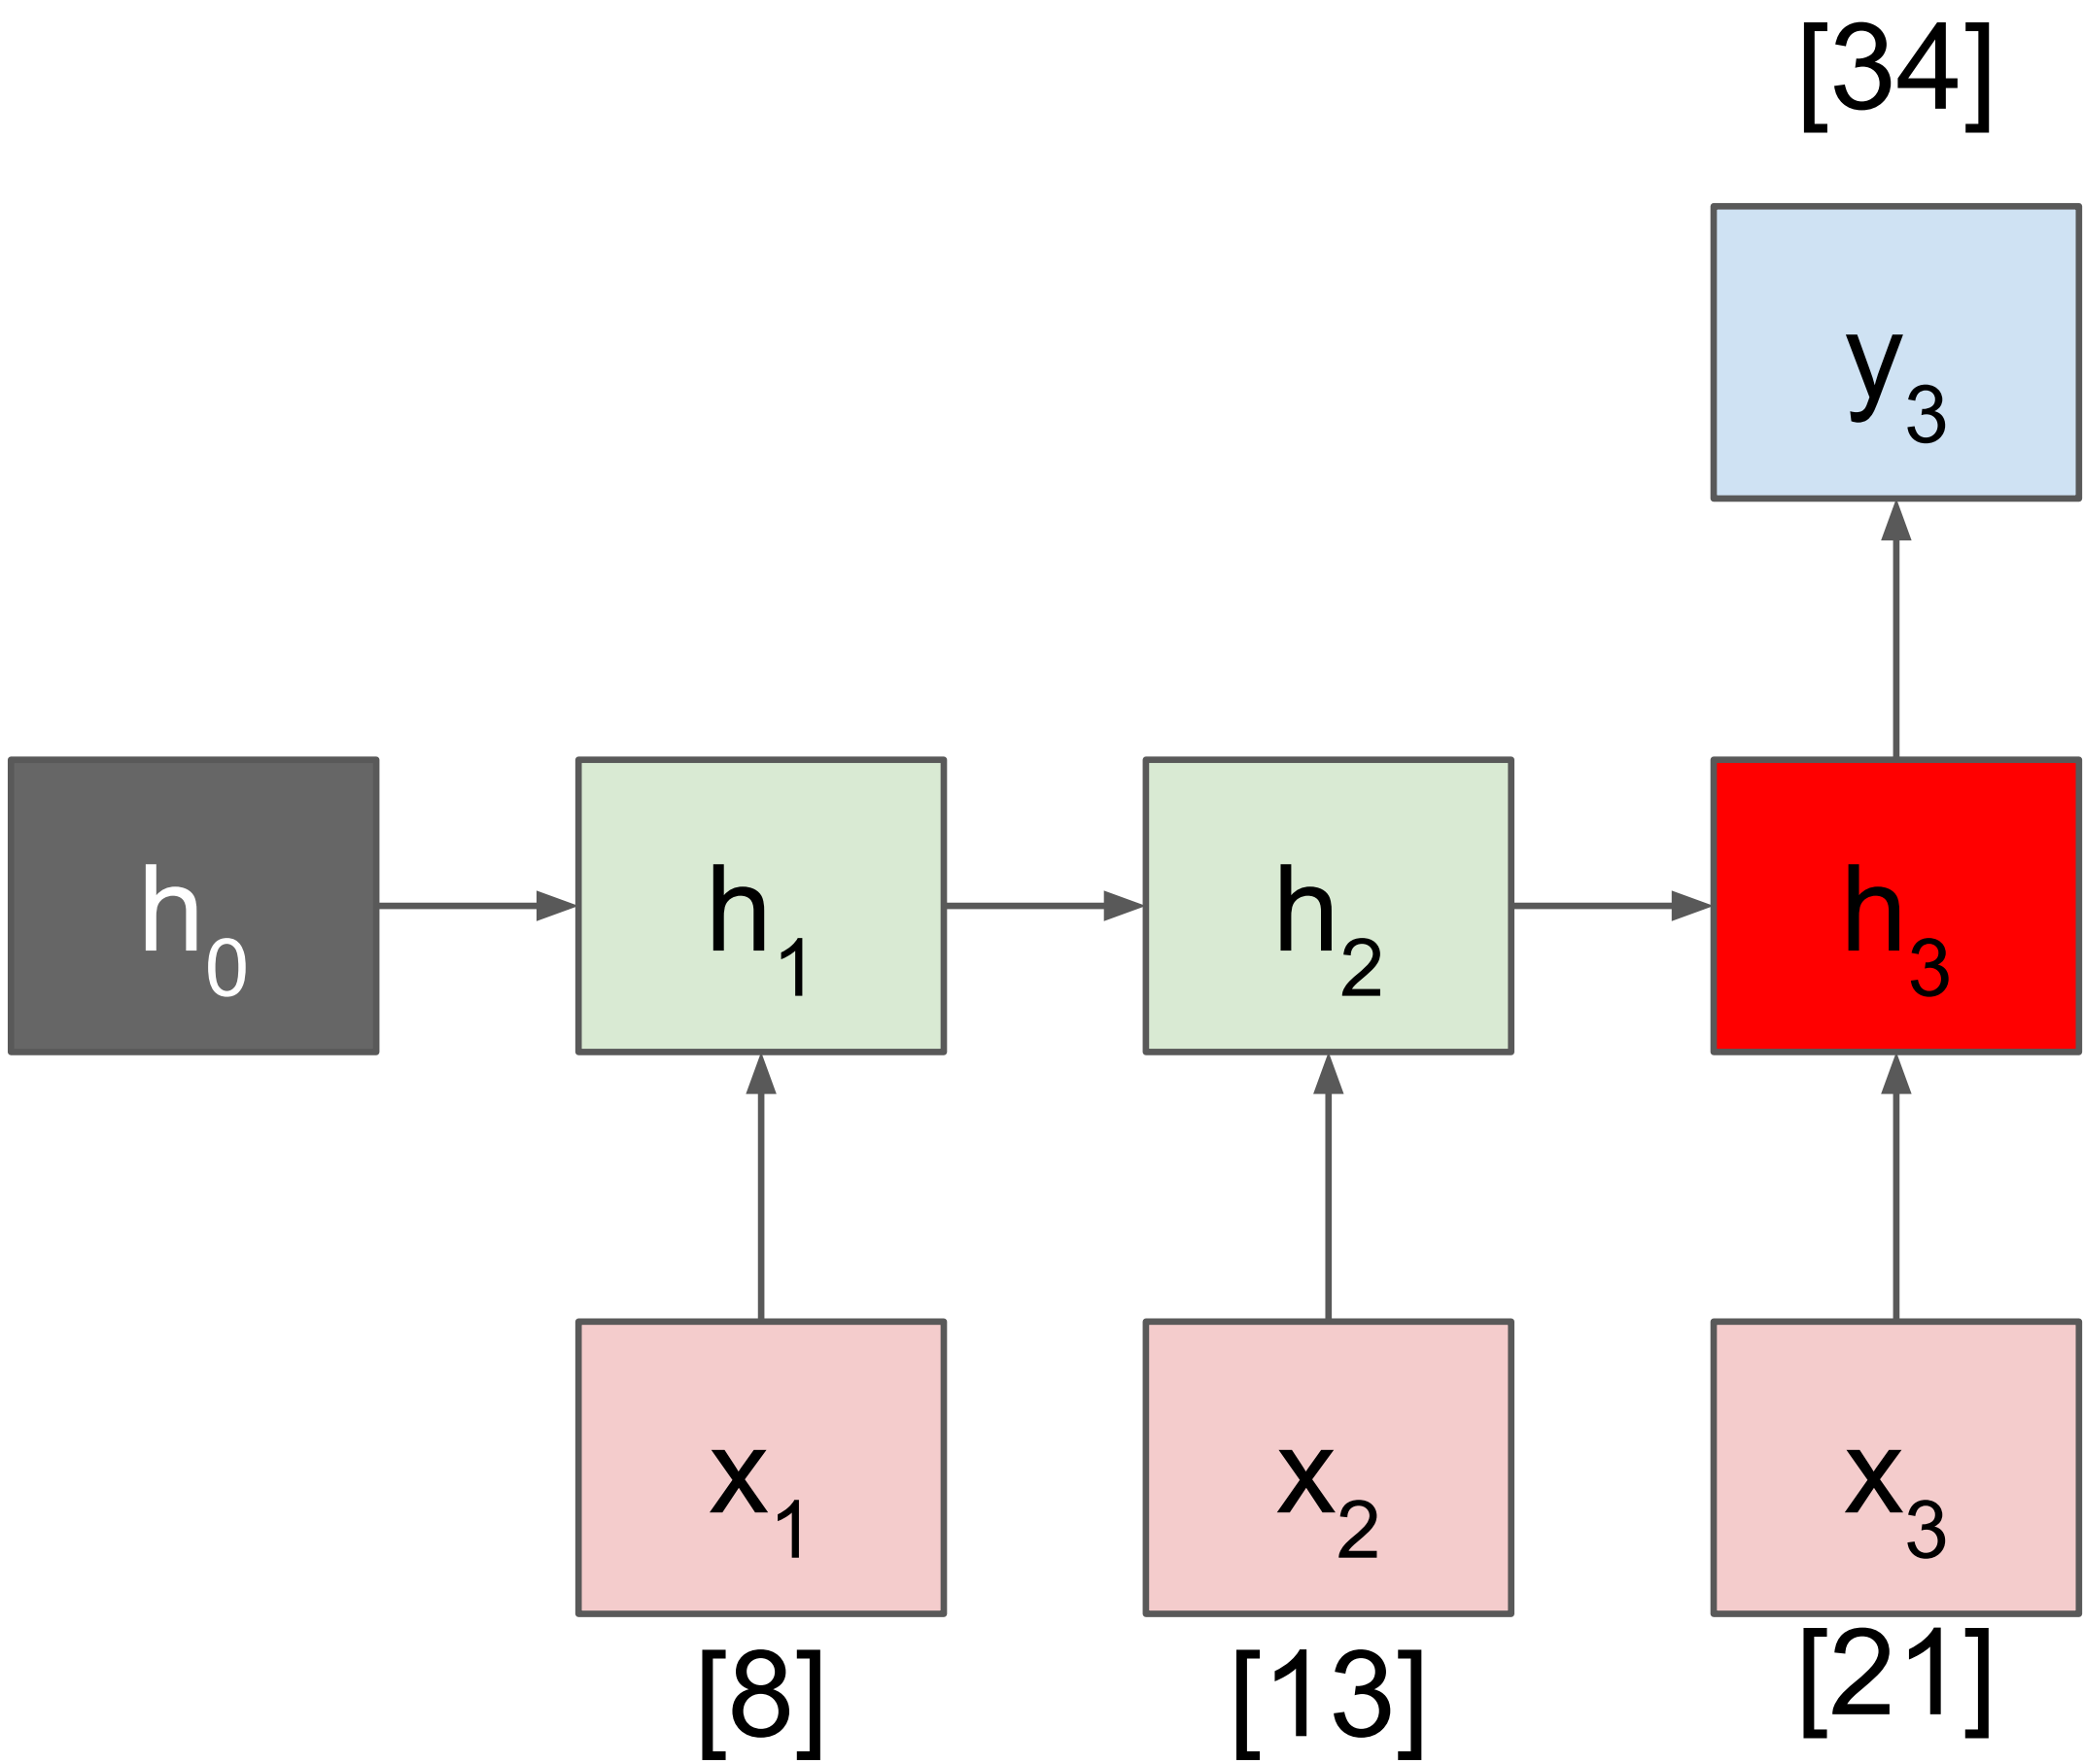 [34]
y₃
h₀
h₁
h₂
h₃
x₁
x₂
x₃
[8]
[13]
[21]